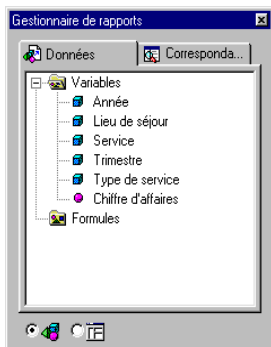 Gestionnaire de rapports
Données
Corresponda...
Variables
Année
Lieu de séjour
Service
Trimestre
Type de service
Chiffre d'affaires
Formules